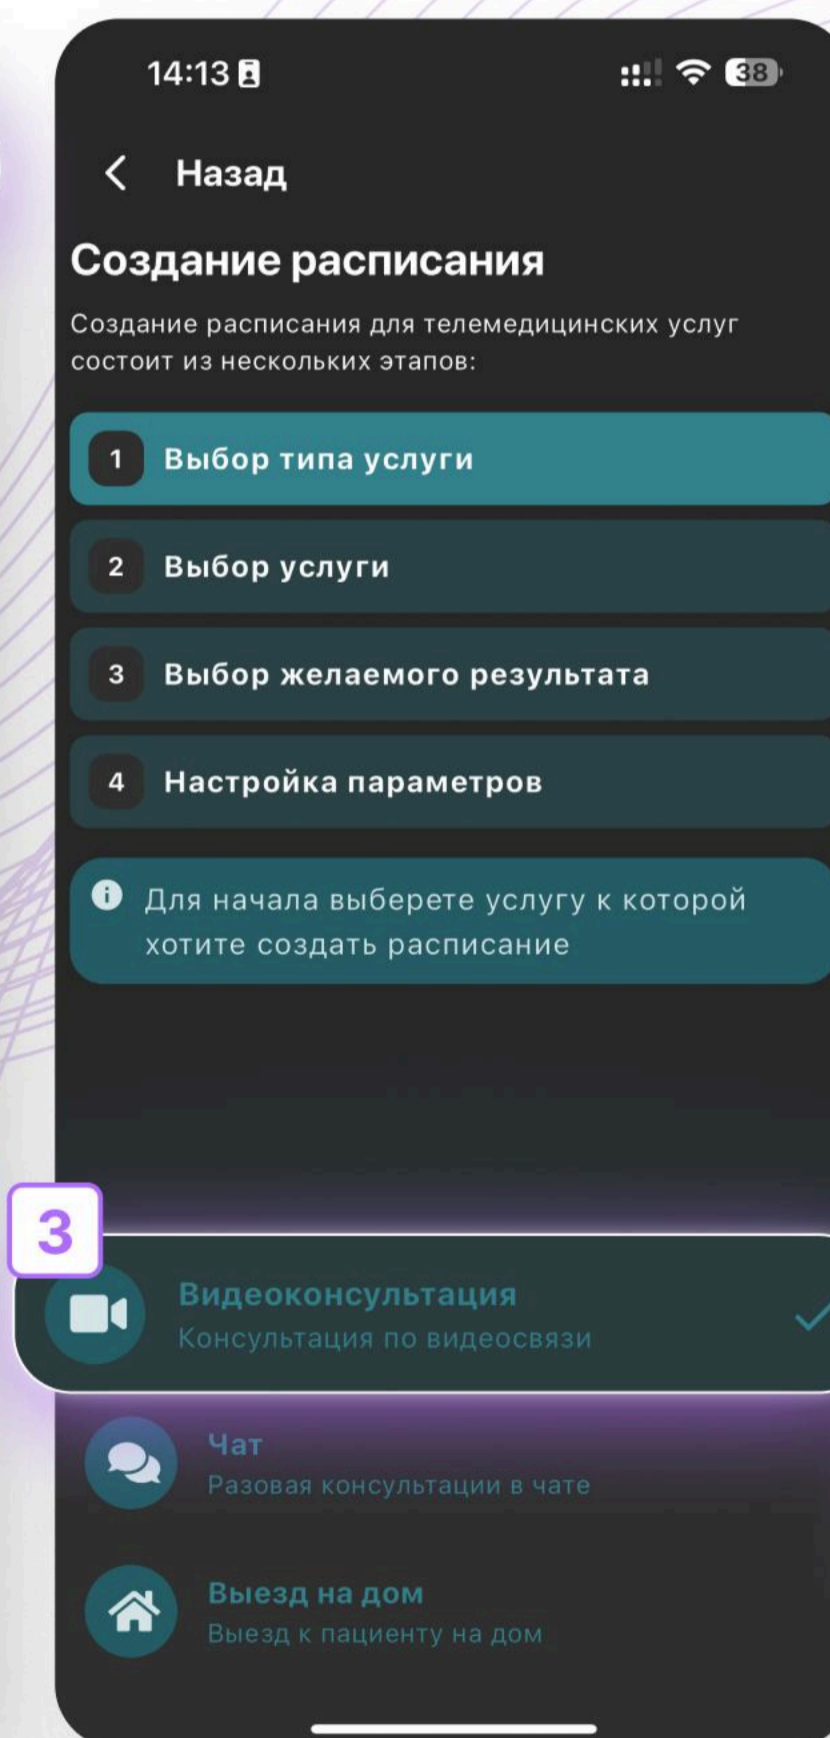 14:13
38
Назад
Создание расписания
Создание расписания для телемедицинских услуг
состоит из нескольких этапов:
1 Выбор типа услуги
2 Выбор услуги
3 Выбор желаемого результата
4 Настройка параметров
Для начала выберете услугу к которой
хотите создать расписание
3
Видеоконсультация
Консультация по видеосвязи
Чат
Разовая консультации в чате
Выезд на дом
Выезд к пациенту на дом